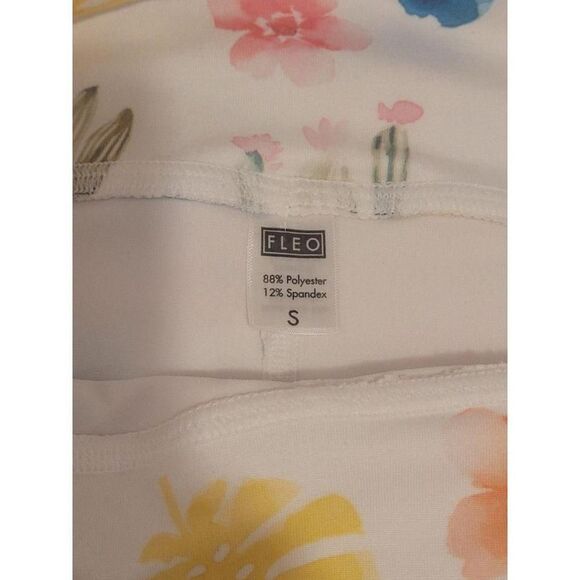 FLEO
88% Polyester
12% Spandex
S